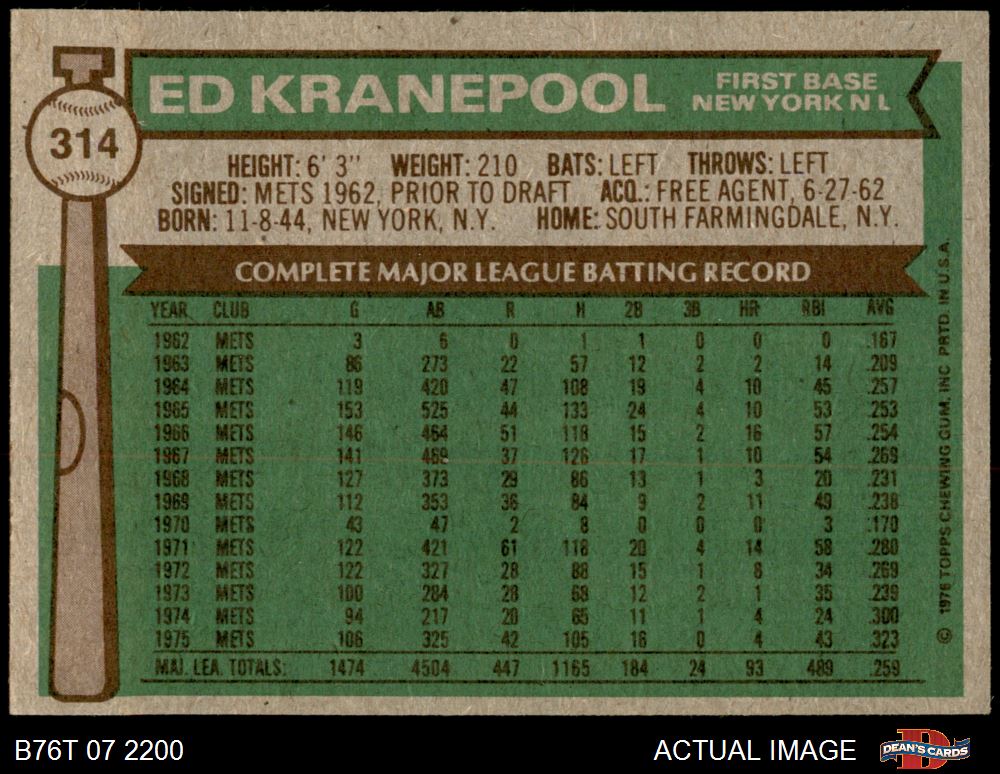 ED KRANEPOOL
FIRST BASE
NEW YORK N L
314
HEIGHT: 6' 3" WEIGHT: 210 BATS: LEFT THROWS: LEFT
SIGNED: METS 1962, PRIOR TO DRAFT ACQ.: FREE AGENT, 6-27-62
BORN: 11-8-44, NEW YORK, N.Y. HOME: SOUTH FARMINGDALE, N.Y.
COMPLETE MAJOR LEAGUE BATTING RECORD
YEAR CLUB G AB R H 2B 3B HR RBI AVG
1962 METS 3 6 0 1 1 0 0 0 .167
1963 METS 86 273 22 57 12 2 2 14 .209
1964 METS 119 420 47 108 19 4 10 45 .257
1965 METS 153 525 44 133 24 4 10 53 .253
1966 METS 146 464 51 118 15 2 16 57 .254
1967 METS 141 469 37 126 17 1 10 54 .269
1968 METS 127 373 29 86 13 1 3 20 .231
1969 METS 112 353 36 84 9 2 11 49 .238
1970 METS 43 47 2 8 0 0 0 3 .170
1971 METS 122 421 61 118 20 4 14 58 .280
1972 METS 122 327 28 88 15 1 8 34 .269
1973 METS 100 284 28 68 12 2 1 35 .239
1974 METS 94 217 20 65 11 1 4 24 .300
1975 METS 106 325 42 105 16 0 4 43 .323
MAJ. LEA. TOTALS: 1474 4504 447 1165 184 24 93 489 .259
© 1976 TOPPS CHEWING GUM, INC PRTD. IN U.S.A.
B76T 07 2200
ACTUAL IMAGE
DEAN'S CARDS